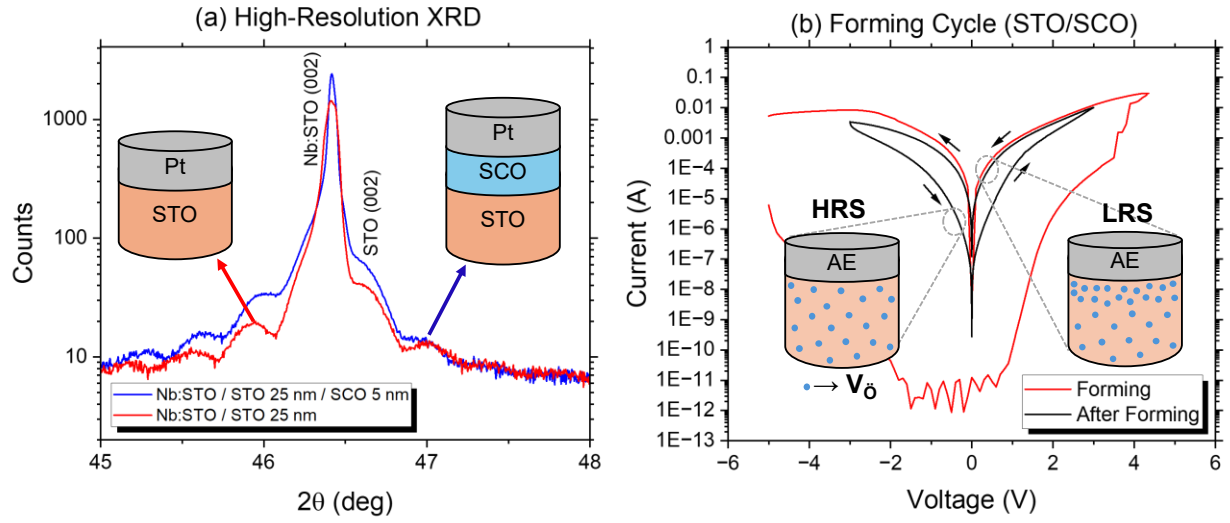 (a) High-Resolution XRD
Counts
1000
100
10
45
46
47
48
2θ (deg)
Nb:STO (002)
STO (002)
Pt
STO
Pt
SCO
STO
Nb:STO / STO 25 nm / SCO 5 nm
Nb:STO / STO 25 nm
(b) Forming Cycle (STO/SCO)
Current (A)
1
0.1
0.01
0.001
1E−4
1E−5
1E−6
1E−7
1E−8
1E−9
1E−10
1E−11
1E−12
1E−13
−6
−4
−2
0
2
4
6
Voltage (V)
HRS
AE
LRS
AE
→ VÖ
Forming
After Forming